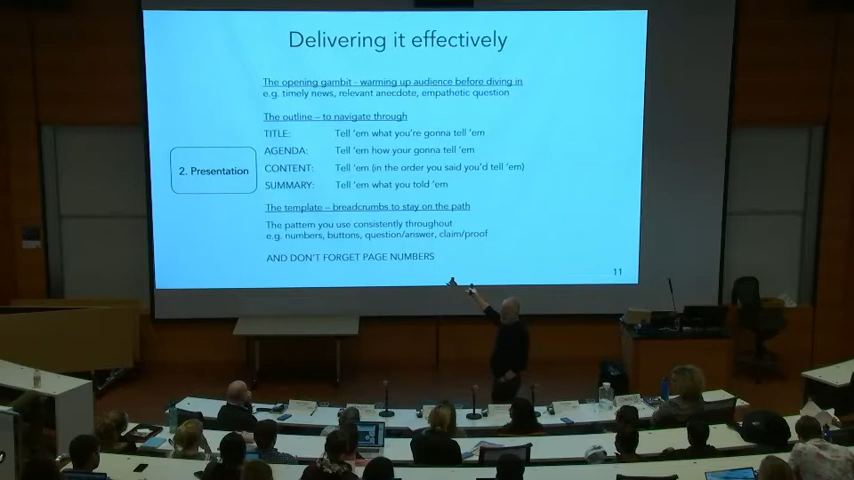 Delivering it effectively
The opening gambit - warming up audience before diving in
e.g. timely news, relevant anecdote, empathetic question
The outline – to navigate through
TITLE: Tell 'em what you're gonna tell 'em
AGENDA: Tell 'em how your gonna tell 'em
2. Presentation
CONTENT: Tell 'em (in the order you said you'd tell 'em)
SUMMARY: Tell 'em what you told 'em
The template – breadcrumbs to stay on the path
The pattern you use consistently throughout
e.g. numbers, buttons, question/answer, claim/proof
AND DON'T FORGET PAGE NUMBERS
11